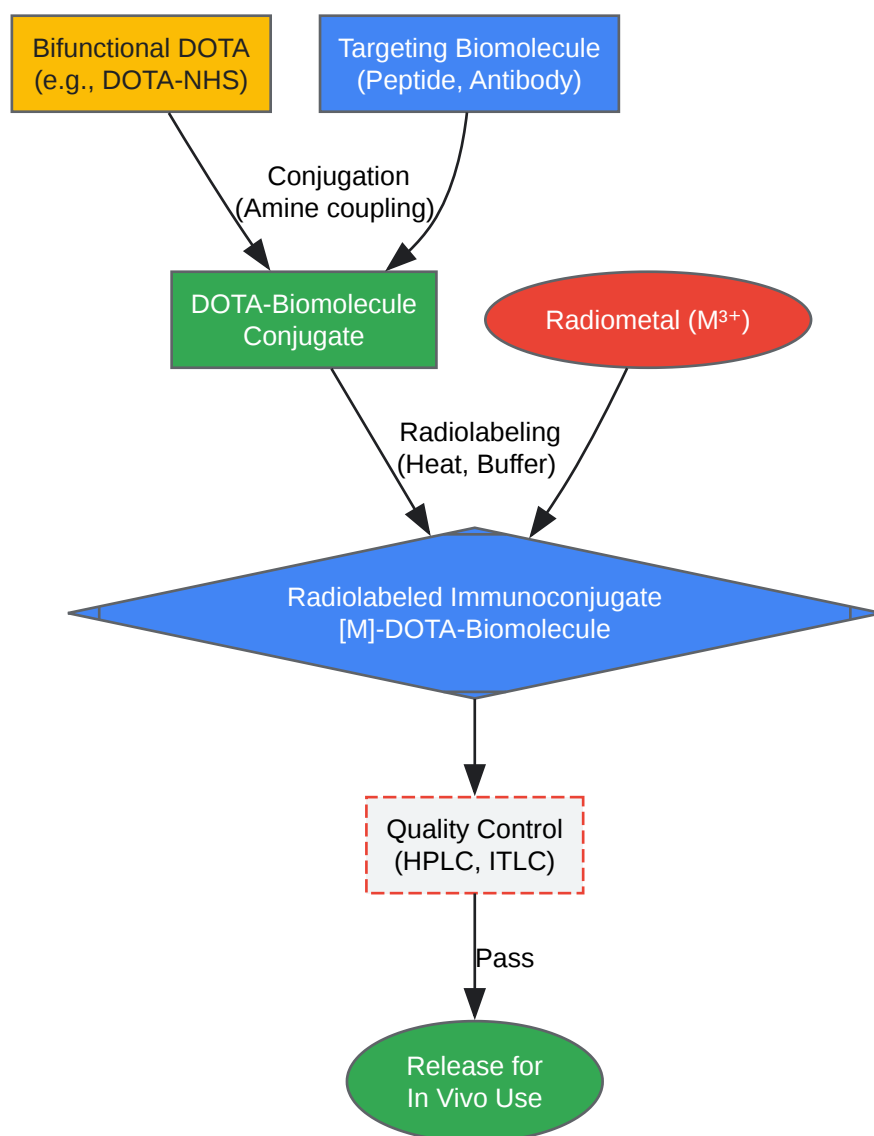 Bifunctional DOTA
(e.g., DOTA-NHS)
Targeting Biomolecule
(Peptide, Antibody)
Conjugation
(Amine coupling)
DOTA-Biomolecule
Conjugate
Radiometal (M³⁺)
Radiolabeling
(Heat, Buffer)
Radiolabeled Immunoconjugate
[M]-DOTA-Biomolecule
Quality Control
(HPLC, ITLC)
Pass
Release for
In Vivo Use